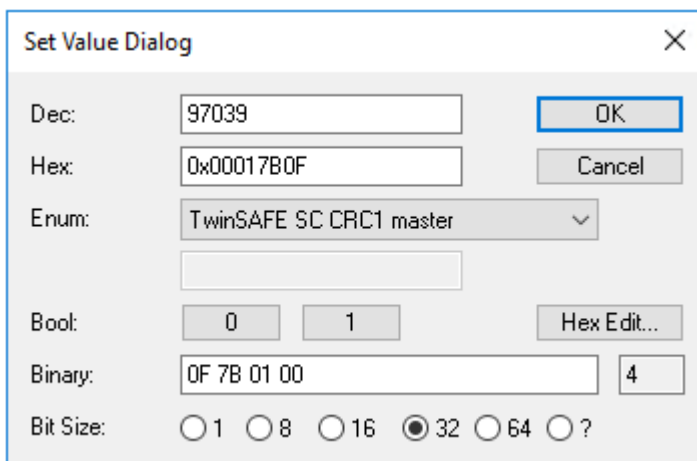 Set Value Dialog
Dec: 97039 OK
Hex: 0x00017B0F Cancel
Enum: TwinSAFE SC CRC1 master
Bool: 0 1 Hex Edit...
Binary: 0F 7B 01 00 4
Bit Size: 1 8 16 32 64 ?